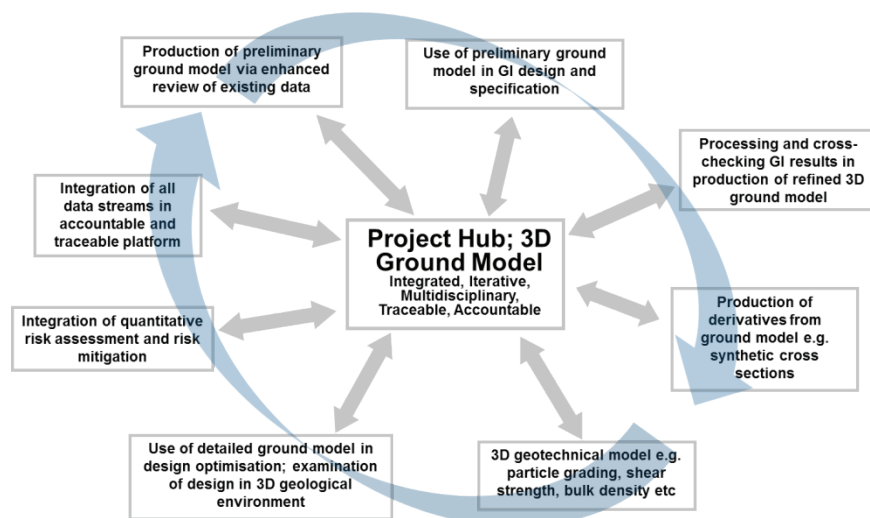 Production of preliminary
ground model via enhanced
review of existing data
Use of preliminary ground
model in GI design and
specification
Processing and cross-
checking GI results in
production of refined 3D
ground model
Integration of all
data streams in
accountable and
traceable platform
Project Hub; 3D
Ground Model
Integrated, Iterative,
Multidisciplinary,
Traceable, Accountable
Production of
derivatives from
ground model e.g.
synthetic cross
sections
Integration of quantitative
risk assessment and risk
mitigation
Use of detailed ground model in
design optimisation; examination
of design in 3D geological
environment
3D geotechnical model e.g.
particle grading, shear
strength, bulk density etc